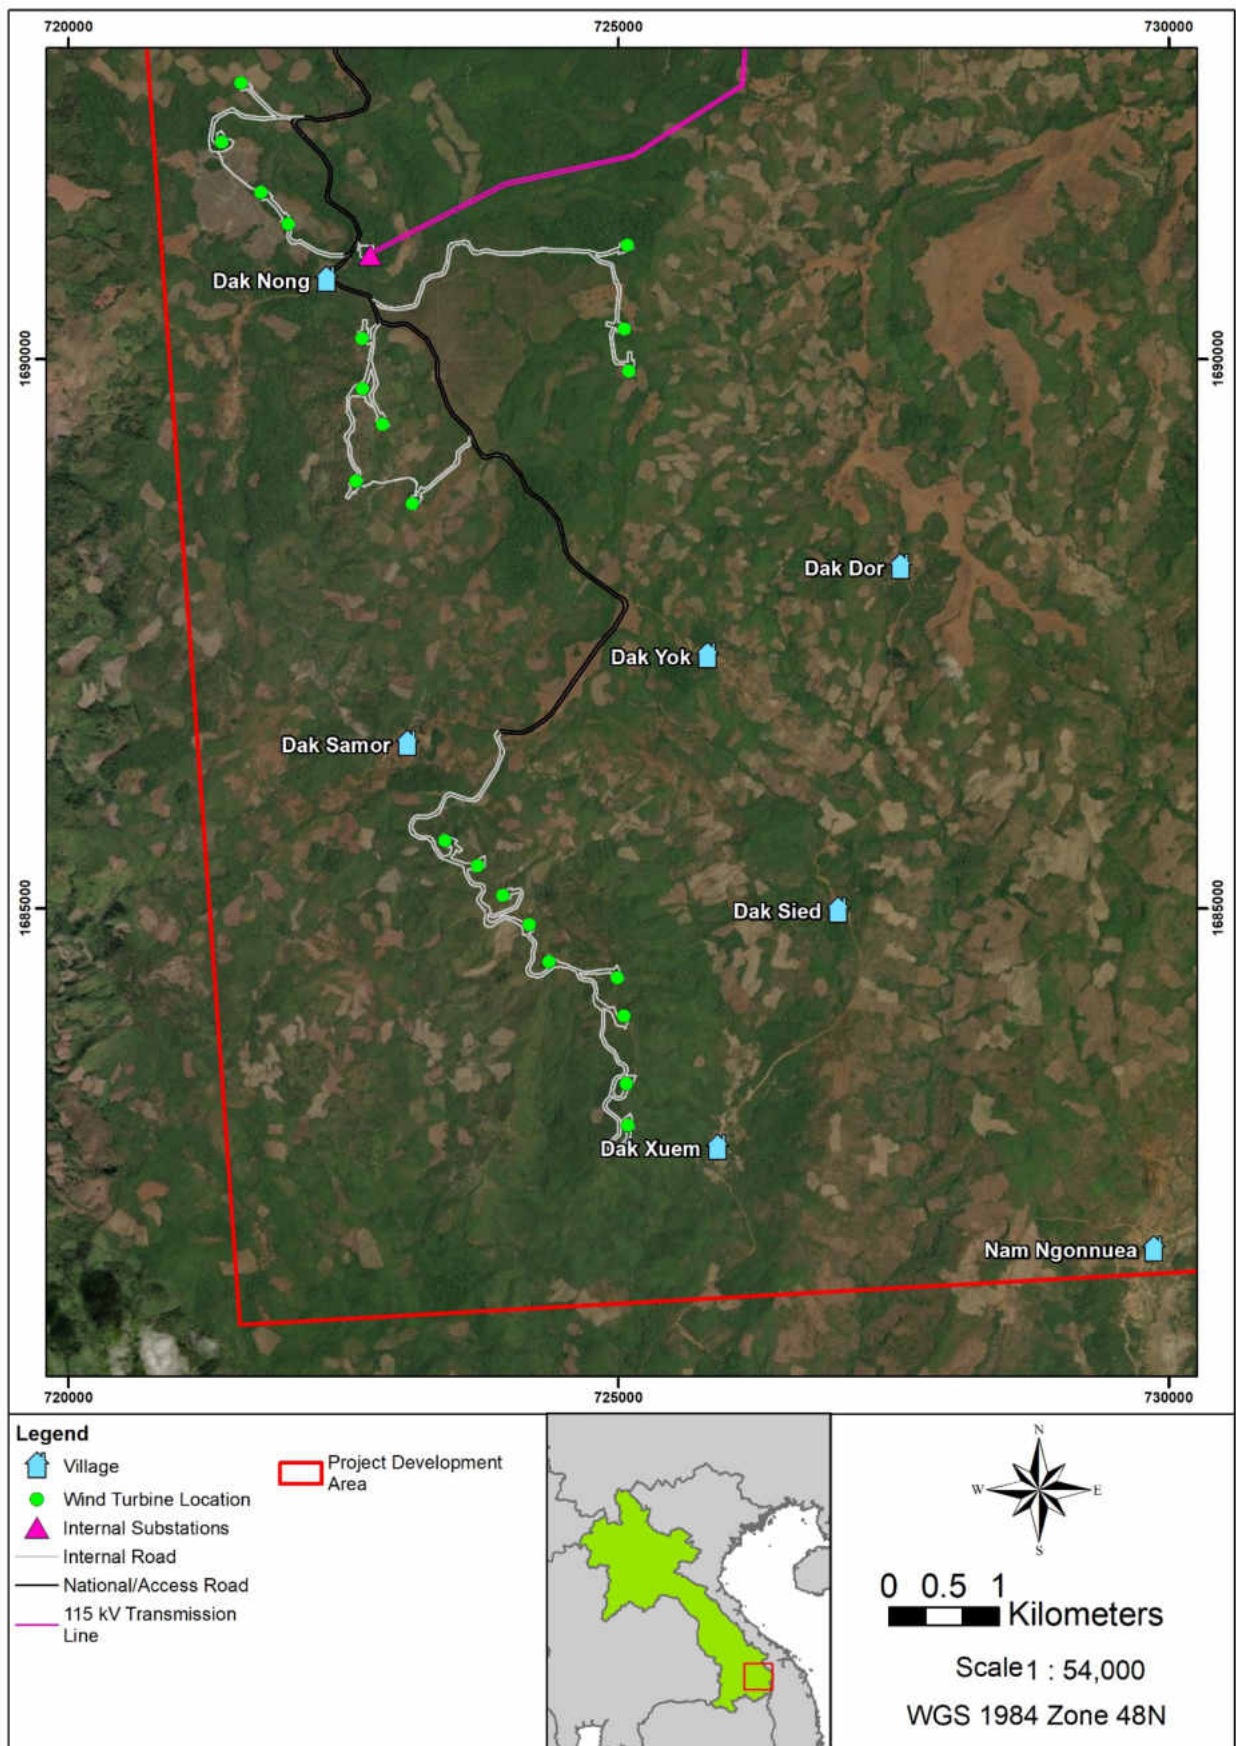 720000 725000 730000
Dak Nong
1690000 1690000
Dak Dor
Dak Yok
Dak Samor
1685000 1685000
Dak Sied
Dak Xuem
Nam Ngonnuea
720000 725000 730000
Legend
Village
Wind Turbine Location
Internal Substations
Internal Road
National/Access Road
115 kV Transmission
Line
Project Development
Area
N
W E
S
0 0.5 1
Kilometers
Scale1 : 54,000
WGS 1984 Zone 48N